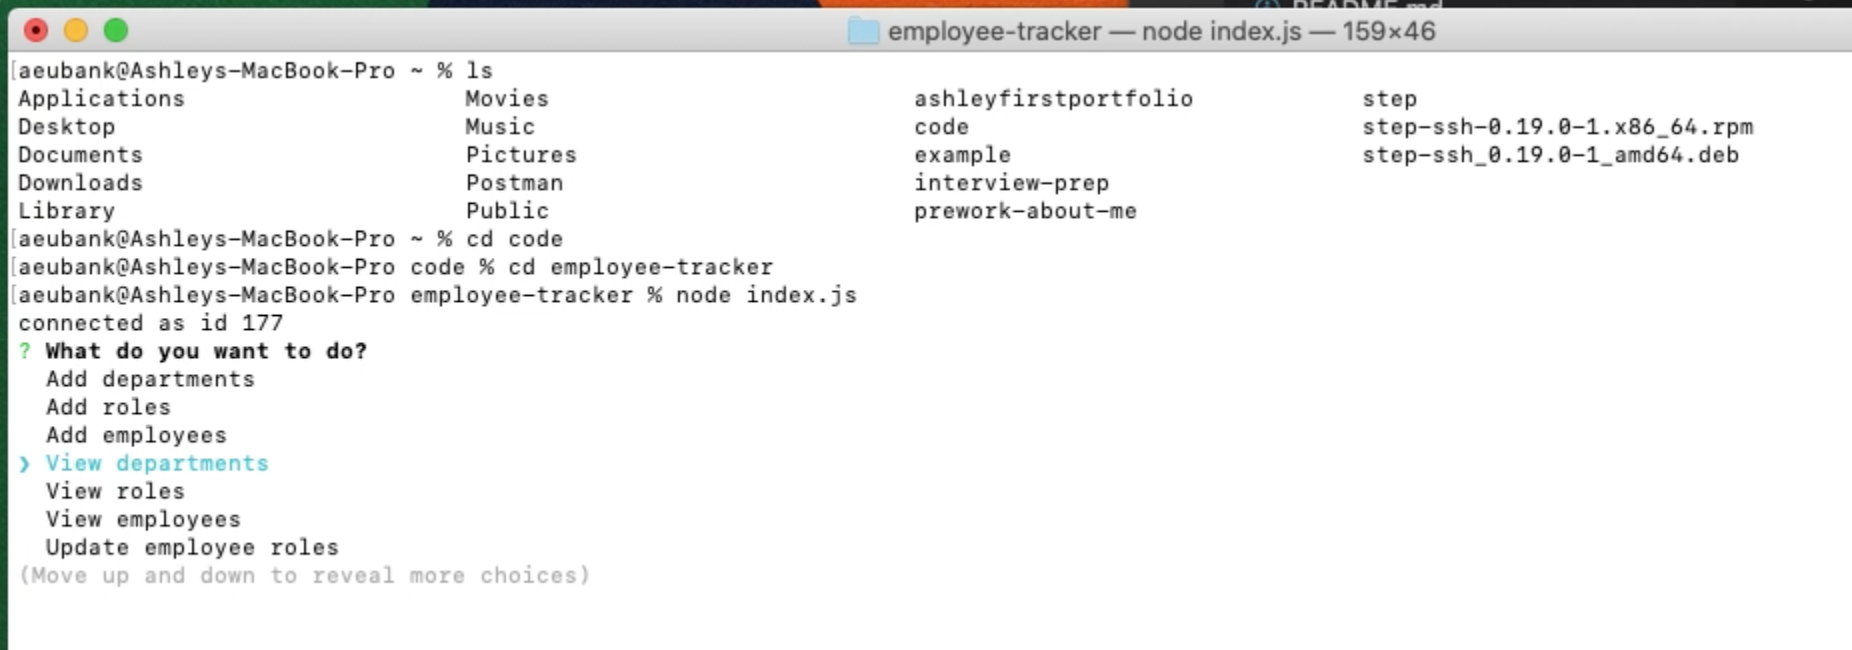 README.md
employee-tracker — node index.js — 159×46
[aeubank@Ashleys-MacBook-Pro ~ % ls
Applications Movies ashleyfirstportfolio step
Desktop Music code step-ssh-0.19.0-1.x86_64.rpm
Documents Pictures example step-ssh_0.19.0-1_amd64.deb
Downloads Postman interview-prep
Library Public prework-about-me
[aeubank@Ashleys-MacBook-Pro ~ % cd code
[aeubank@Ashleys-MacBook-Pro code % cd employee-tracker
[aeubank@Ashleys-MacBook-Pro employee-tracker % node index.js
connected as id 177
? What do you want to do?
Add departments
Add roles
Add employees
❯ View departments
View roles
View employees
Update employee roles
(Move up and down to reveal more choices)